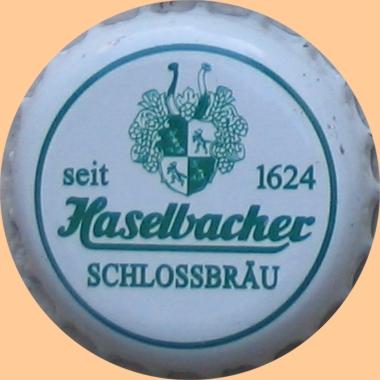 seit 1624
Haselbacher
SCHLOSSBRÄU